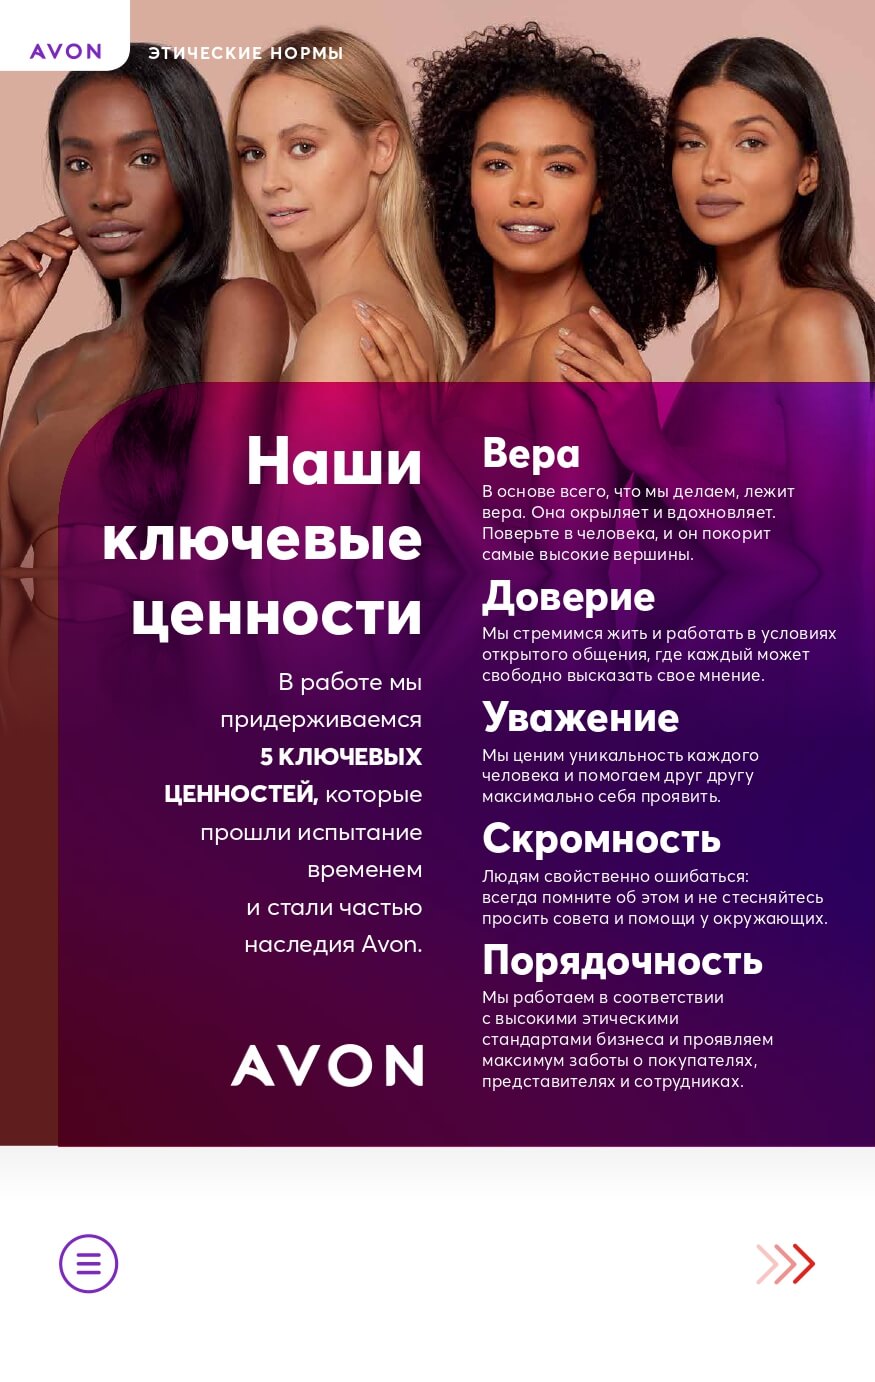 AVON
ЭТИЧЕСКИЕ НОРМЫ
Наши
ключевые
ценности
В работе мы
придерживаемся
5 КЛЮЧЕВЫХ
ЦЕННОСТЕЙ, которые
прошли испытание
временем
и стали частью
наследия Avon.
AVON
Вера
В основе всего, что мы делаем, лежит
вера. Она окрыляет и вдохновляет.
Поверьте в человека, и он покорит
самые высокие вершины.
Доверие
Мы стремимся жить и работать в условиях
открытого общения, где каждый может
свободно высказать свое мнение.
Уважение
Мы ценим уникальность каждого
человека и помогаем друг другу
максимально себя проявить.
Скромность
Людям свойственно ошибаться:
всегда помните об этом и не стесняйтесь
просить совета и помощи у окружающих.
Порядочность
Мы работаем в соответствии
с высокими этическими
стандартами бизнеса и проявляем
максимум заботы о покупателях,
представителях и сотрудниках.